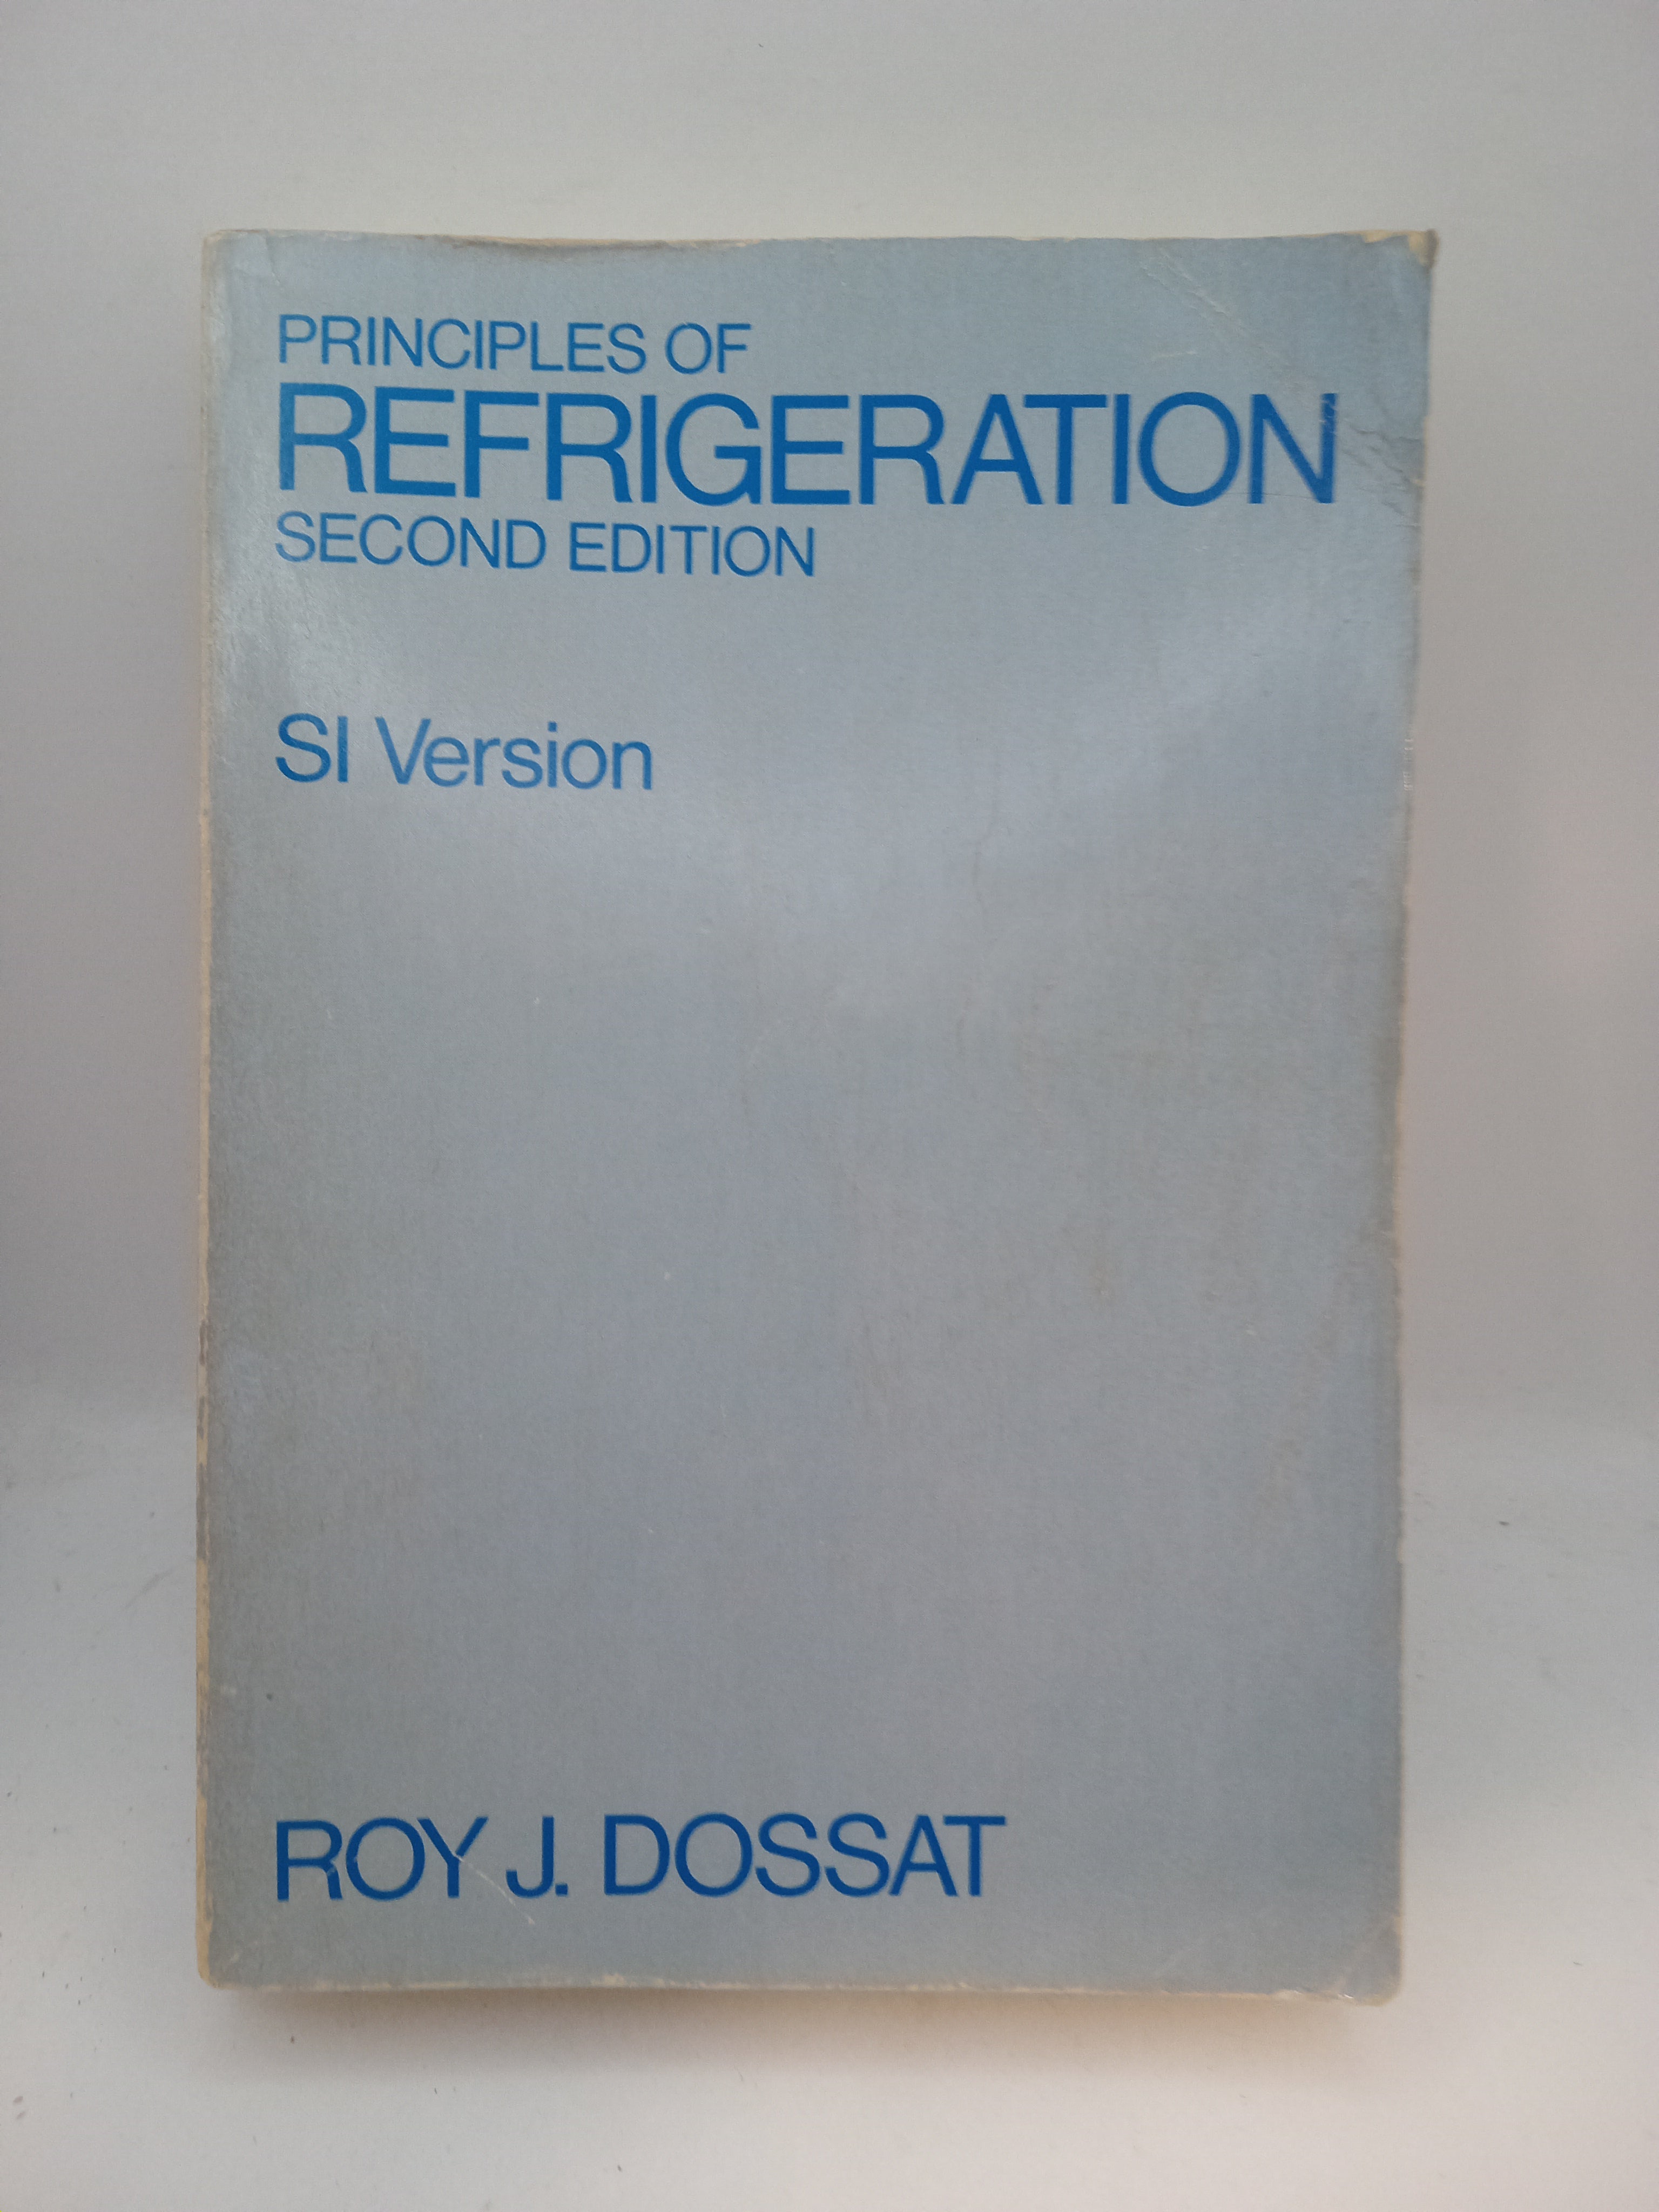 PRINCIPLES OF
REFRIGERATION
SECOND EDITION
SI Version
ROY J. DOSSAT